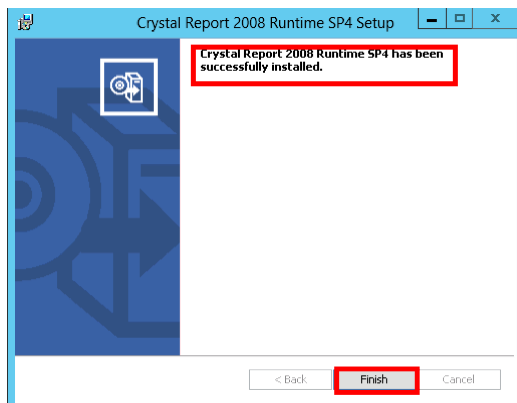 Crystal Report 2008 Runtime SP4 Setup
Crystal Report 2008 Runtime SP4 has been
successfully installed.
< Back Finish Cancel